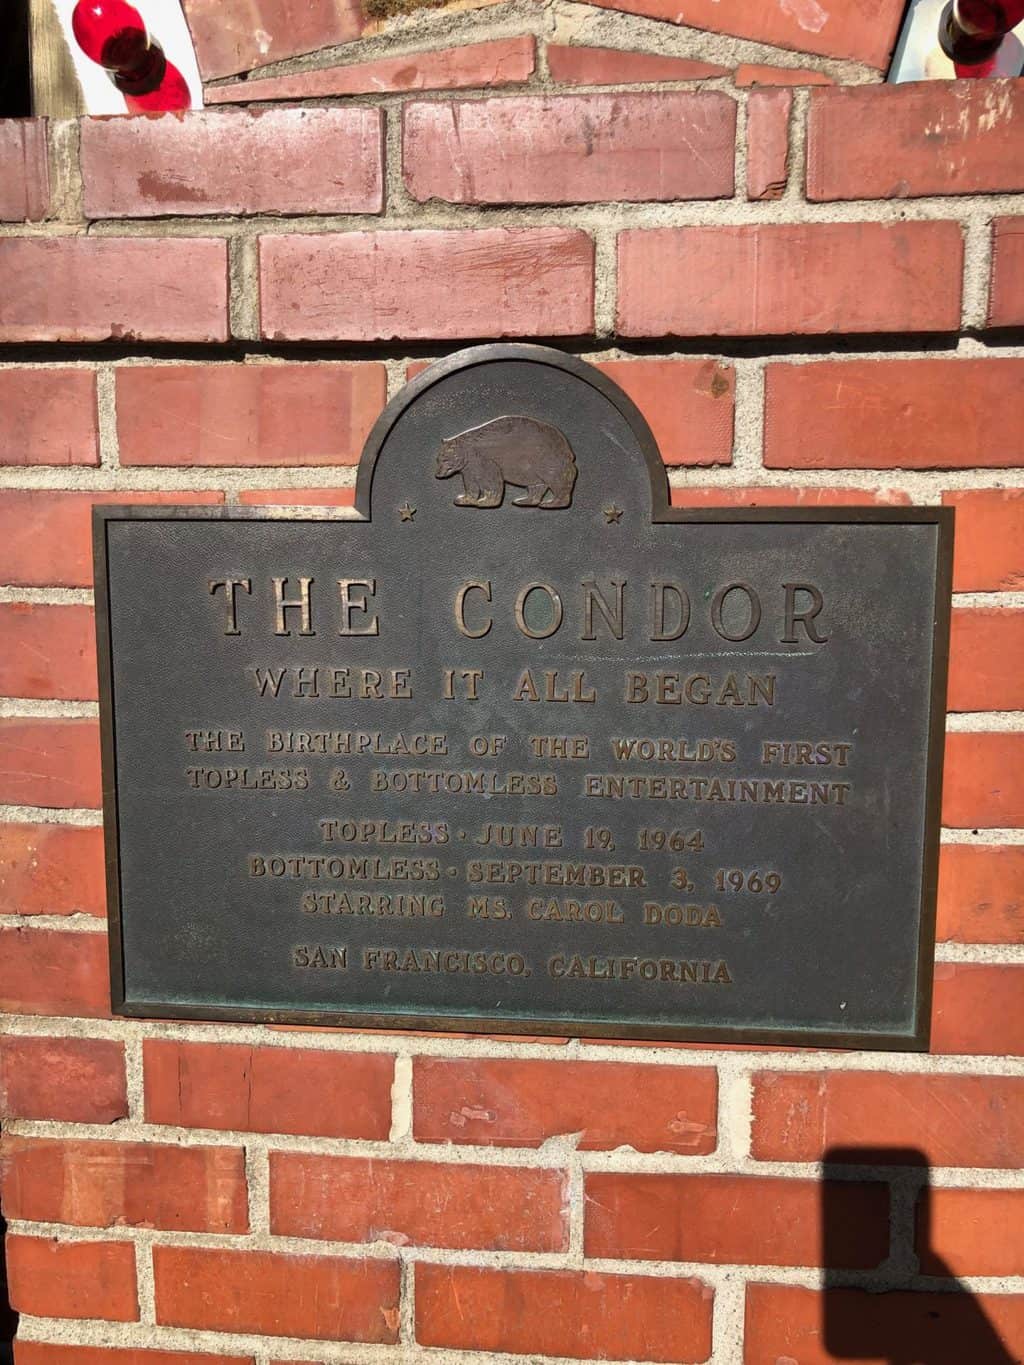 THE CONDOR
WHERE IT ALL BEGAN
THE BIRTHPLACE OF THE WORLD'S FIRST
TOPLESS & BOTTOMLESS ENTERTAINMENT
TOPLESS · JUNE 19, 1964
BOTTOMLESS · SEPTEMBER 3, 1969
STARRING MS. CAROL DODA
SAN FRANCISCO, CALIFORNIA